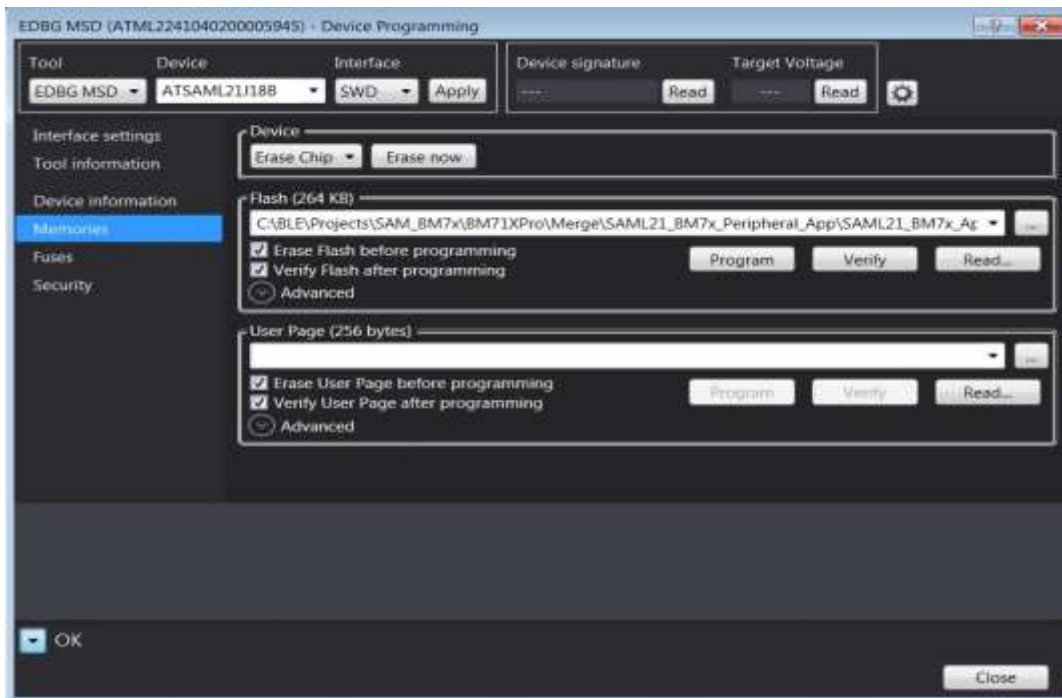 EDBG MSD (ATML2241040200005945) - Device Programming
Tool Device Interface Device signature Target Voltage
EDBG MSD ATSAML21J18B SWD Apply --- Read --- Read
Interface settings
Tool information
Device information
Memories
Fuses
Security
Device
Erase Chip Erase now
Flash (264 KB)
C:\BLE\Projects\SAM_BM7x\BM71XPro\Merge\SAML21_BM7x_Peripheral_App\SAML21_BM7x_Ap ...
Erase Flash before programming
Verify Flash after programming
Program Verify Read...
Advanced
User Page (256 bytes)
...
Erase User Page before programming
Verify User Page after programming
Program Verify Read...
Advanced
OK
Close